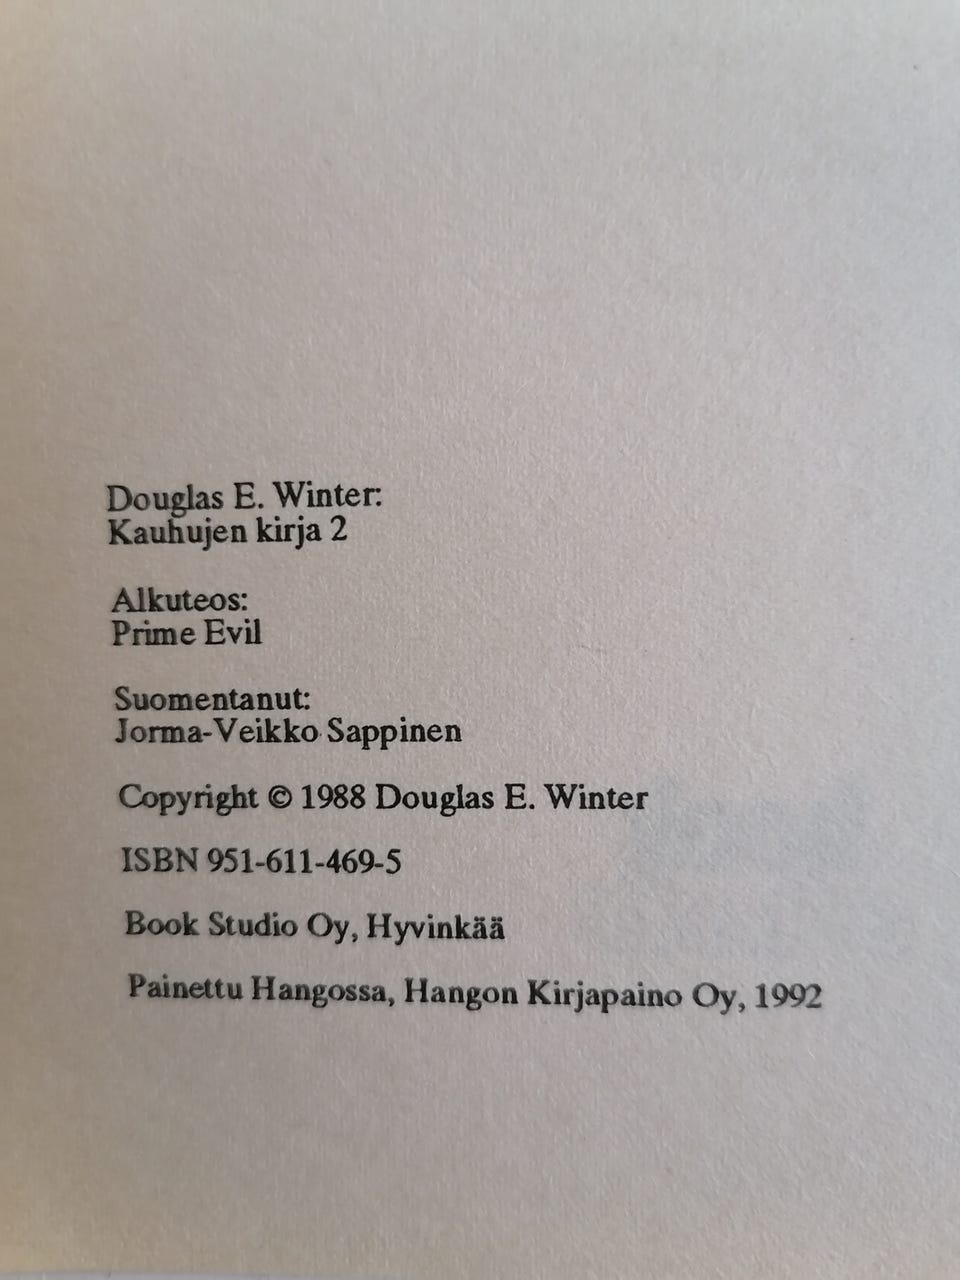 Douglas E. Winter:
Kauhujen kirja 2
Alkuteos:
Prime Evil
Suomentanut:
Jorma-Veikko Sappinen
Copyright © 1988 Douglas E. Winter
ISBN 951-611-469-5
Book Studio Oy, Hyvinkää
Painettu Hangossa, Hangon Kirjapaino Oy, 1992